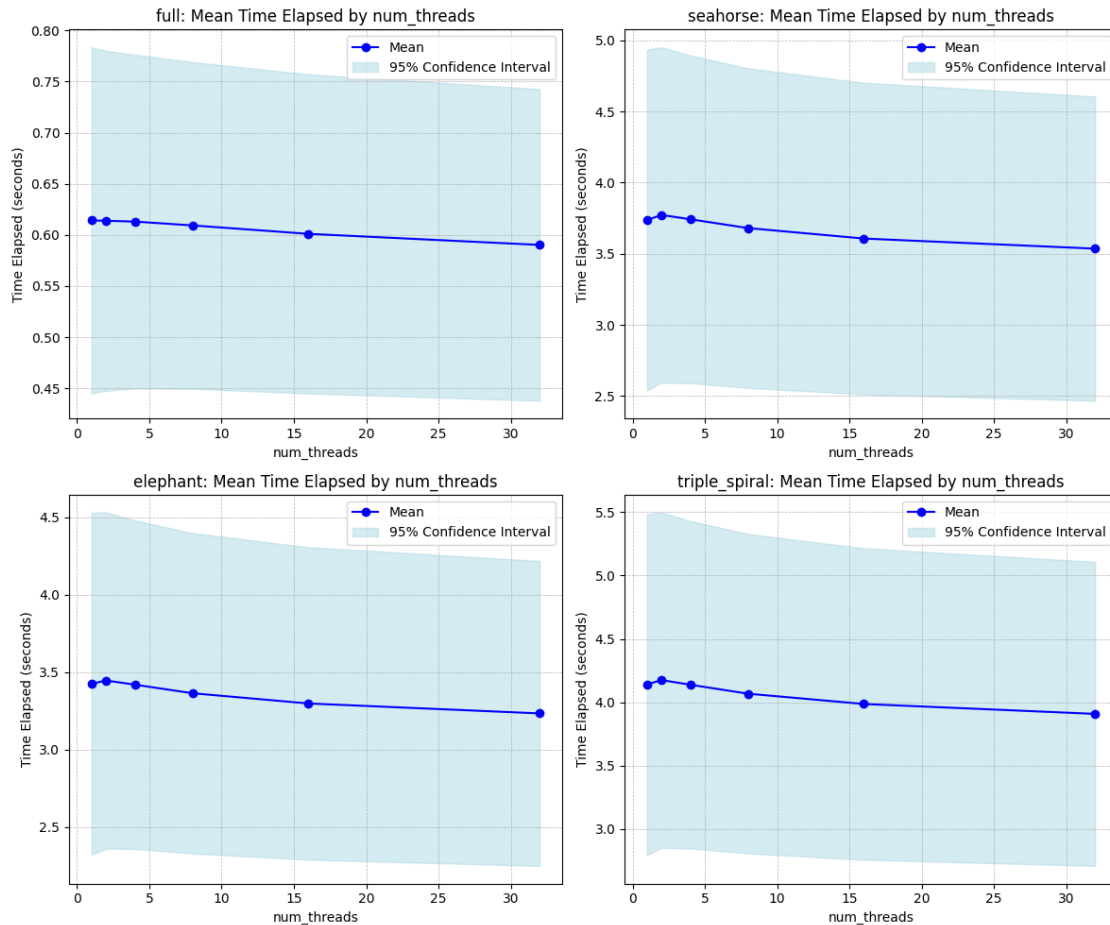 full: Mean Time Elapsed by num_threads
0.80
0.75
0.70
0.65
0.60
0.55
0.50
0.45
Time Elapsed (seconds)
Mean
95% Confidence Interval
0 5 10 15 20 25 30
num_threads
seahorse: Mean Time Elapsed by num_threads
5.0
4.5
4.0
3.5
3.0
2.5
Time Elapsed (seconds)
Mean
95% Confidence Interval
0 5 10 15 20 25 30
num_threads
elephant: Mean Time Elapsed by num_threads
4.5
4.0
3.5
3.0
2.5
Time Elapsed (seconds)
Mean
95% Confidence Interval
0 5 10 15 20 25 30
num_threads
triple_spiral: Mean Time Elapsed by num_threads
5.5
5.0
4.5
4.0
3.5
3.0
Time Elapsed (seconds)
Mean
95% Confidence Interval
0 5 10 15 20 25 30
num_threads